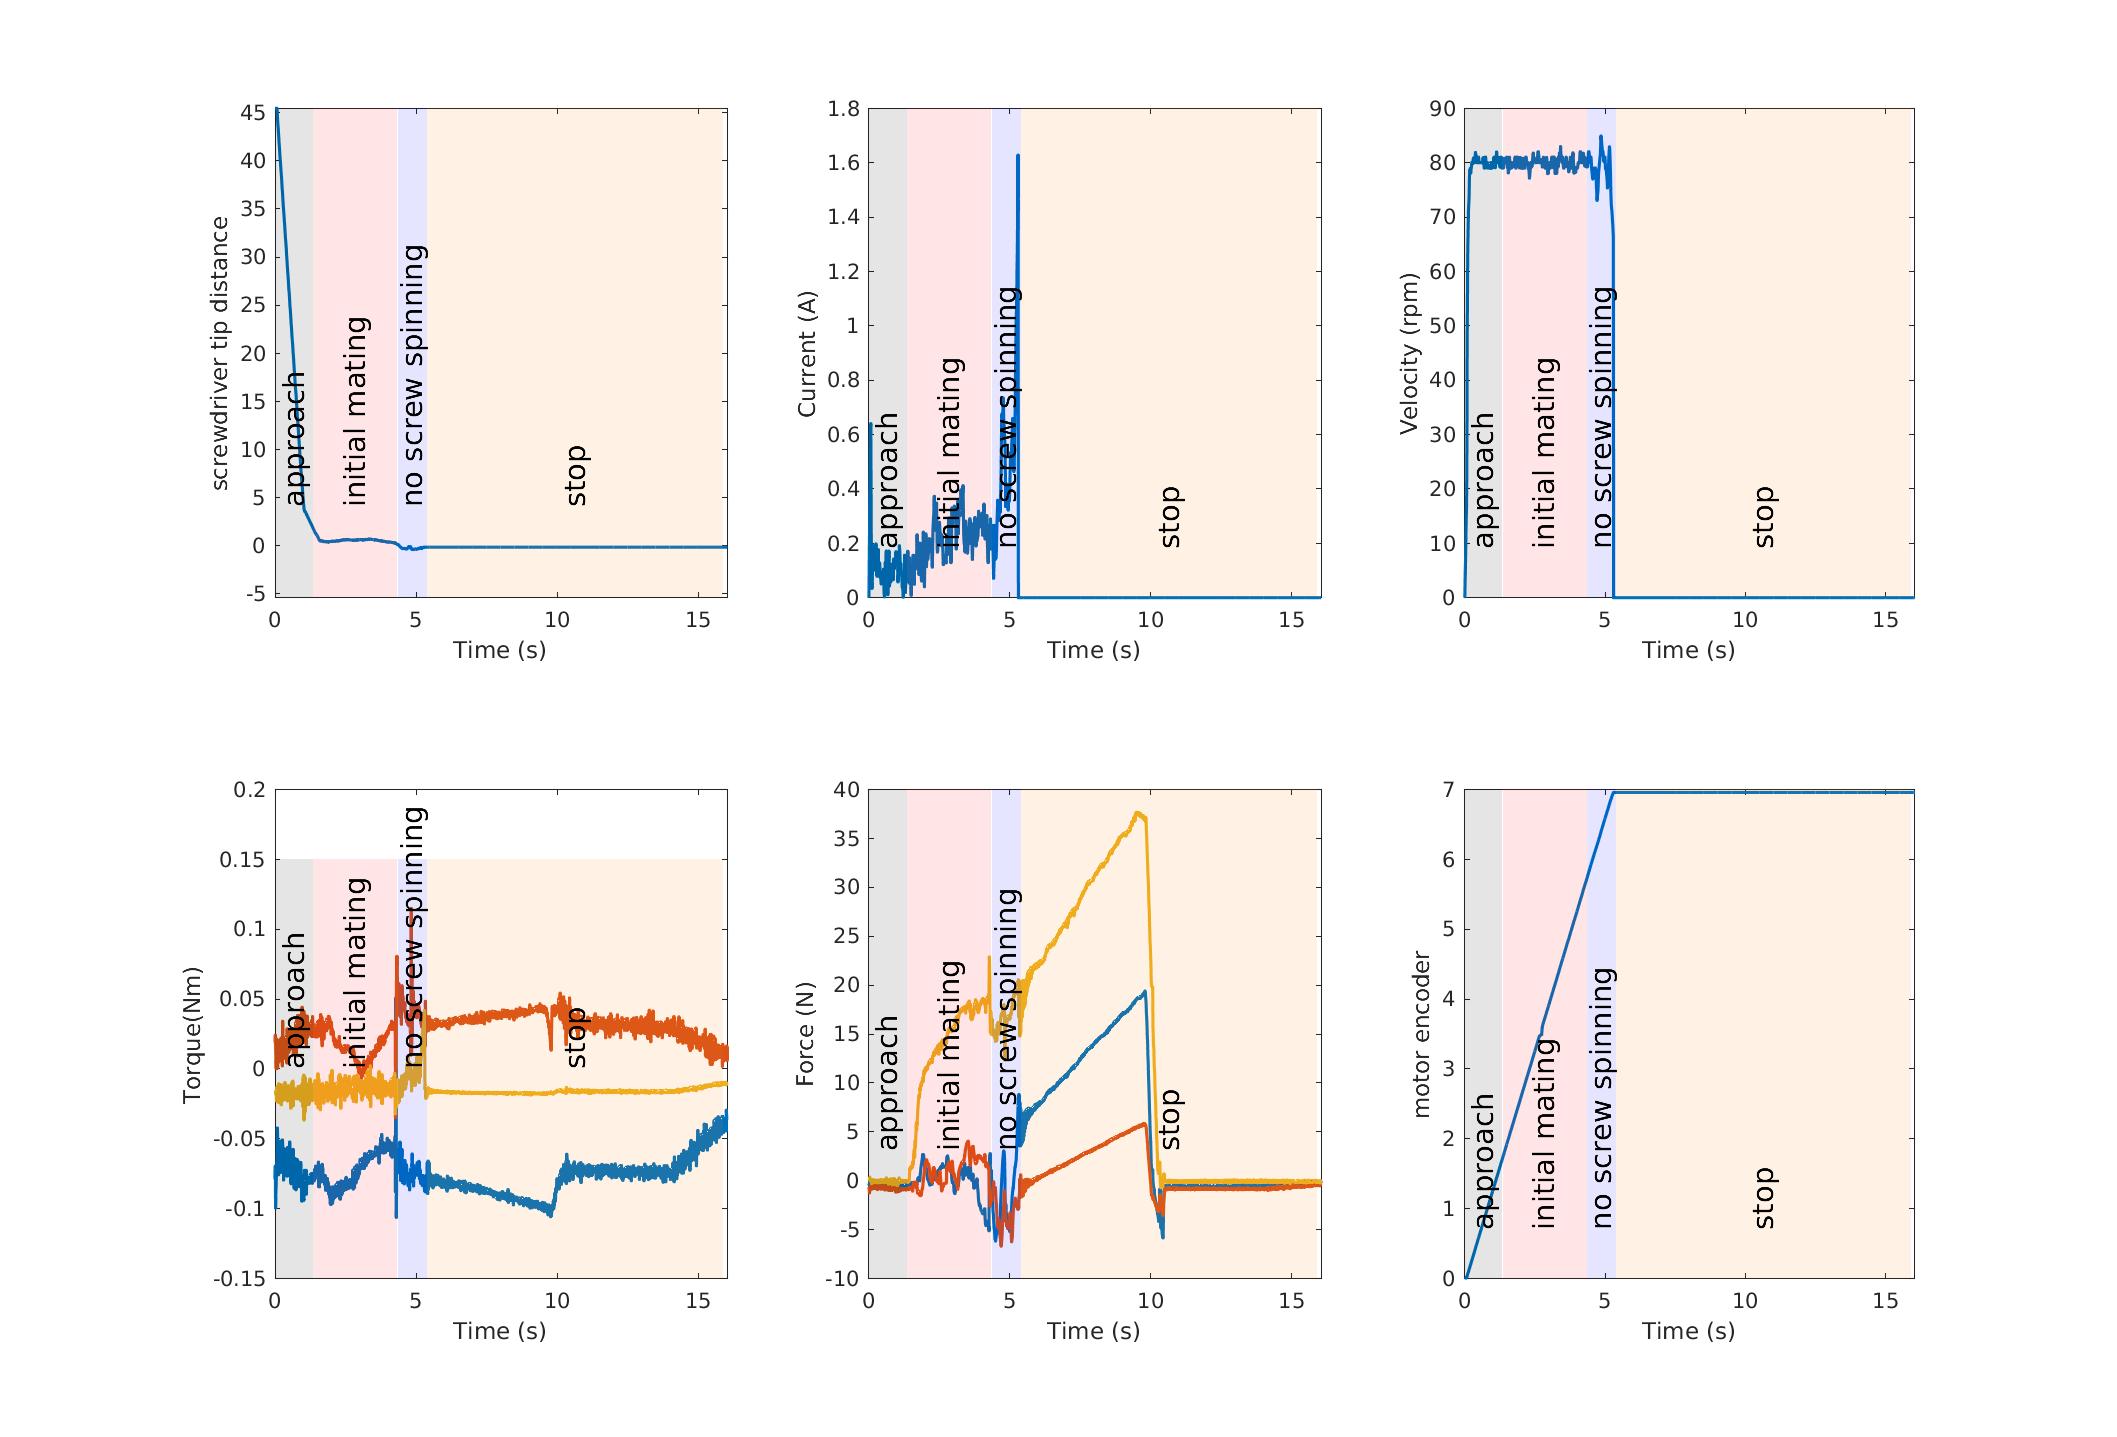 45
40
35
30
25
20
15
10
5
0
-5
screwdriver tip distance
approach
initial mating
no screw spinning
stop
0 5 10 15
Time (s)
1.8
1.6
1.4
1.2
1
0.8
0.6
0.4
0.2
0
Current (A)
approach
initial mating
no screw spinning
stop
0 5 10 15
Time (s)
90
80
70
60
50
40
30
20
10
0
Velocity (rpm)
approach
initial mating
no screw spinning
stop
0 5 10 15
Time (s)
0.2
0.15
0.1
0.05
0
-0.05
-0.1
-0.15
Torque(Nm)
approach
initial mating
no screw spinning
stop
0 5 10 15
Time (s)
40
35
30
25
20
15
10
5
0
-5
-10
Force (N)
approach
initial mating
no screw spinning
stop
0 5 10 15
Time (s)
7
6
5
4
3
2
1
0
motor encoder
approach
initial mating
no screw spinning
stop
0 5 10 15
Time (s)